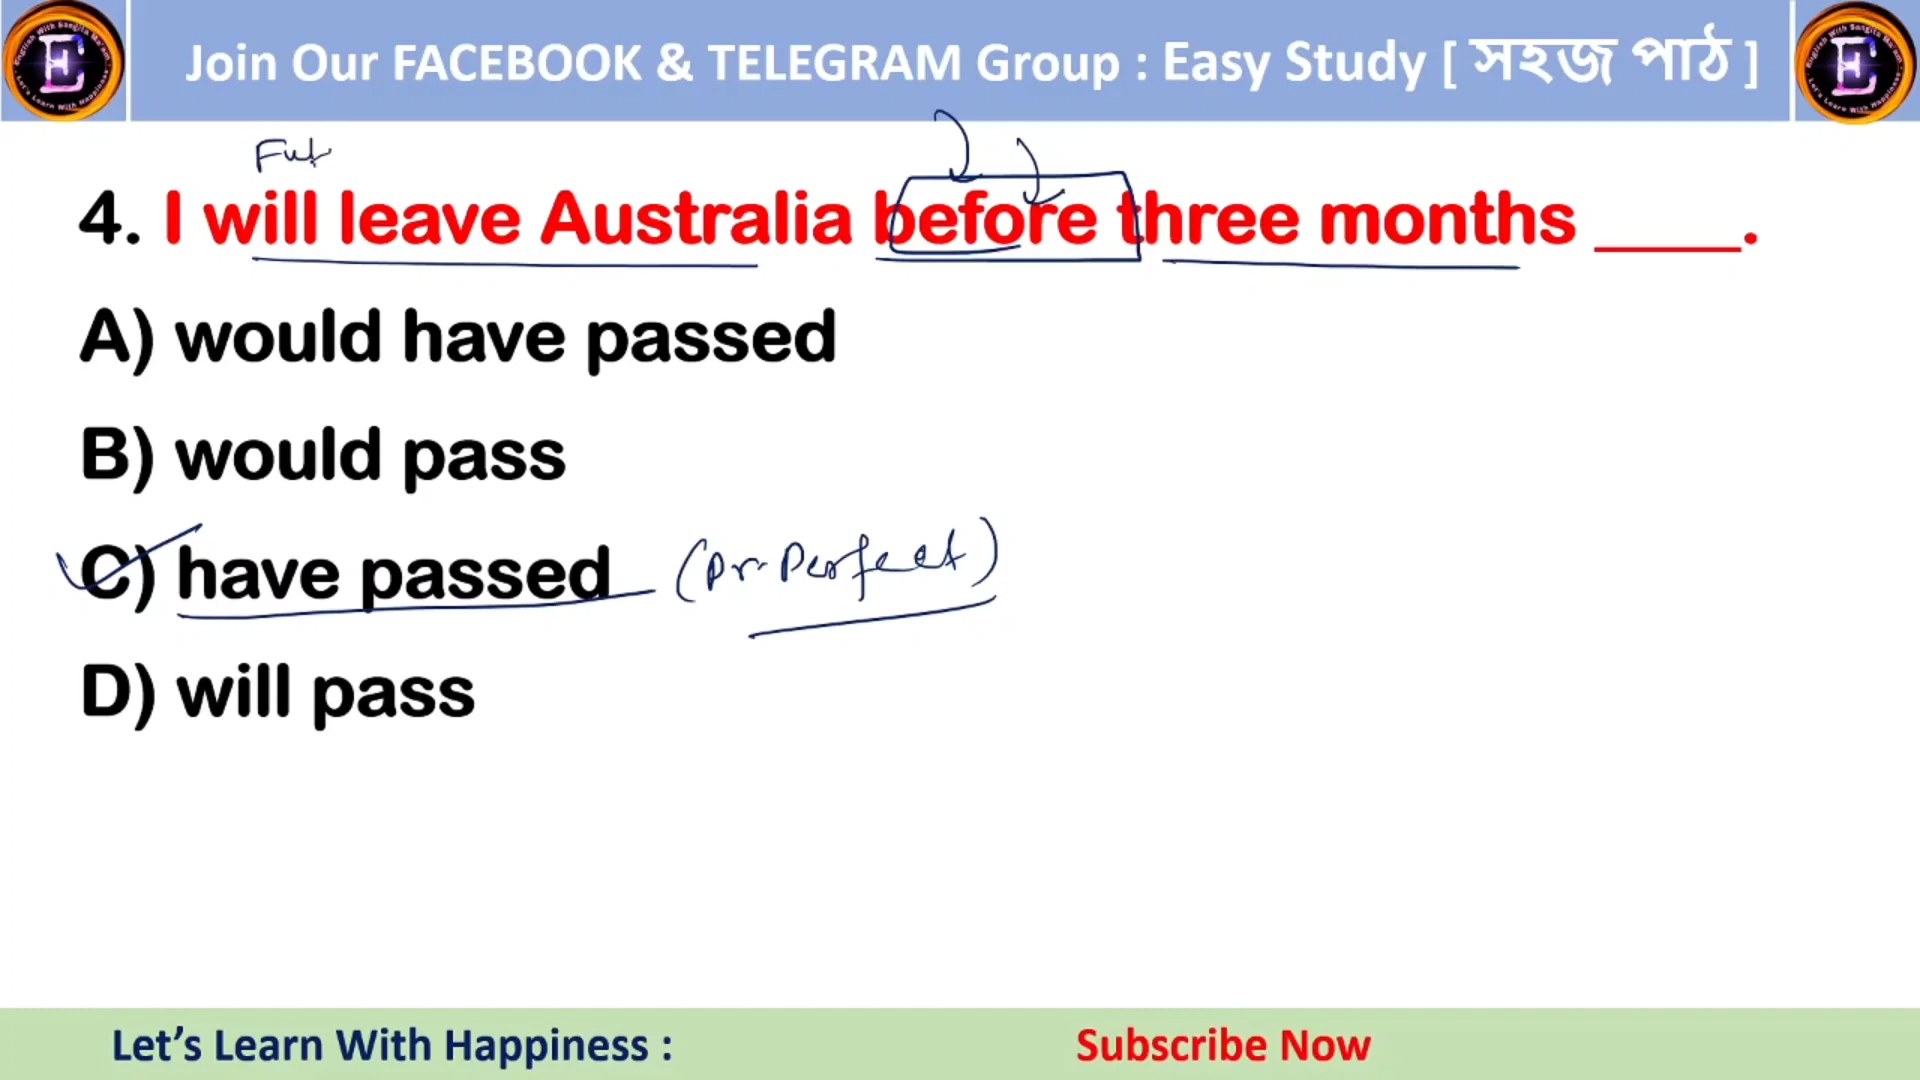 Join Our FACEBOOK & TELEGRAM Group : Easy Study [ সহজ পাঠ ]
Fut
4. I will leave Australia before three months ____.
A) would have passed
B) would pass
C) have passed (Pr. Perfect)
D) will pass
Let's Learn With Happiness :
Subscribe Now